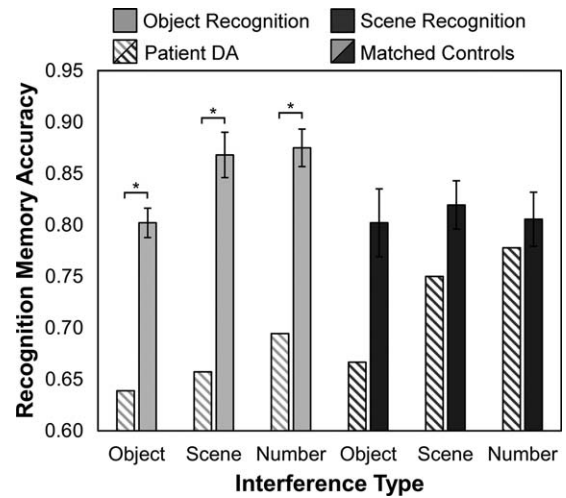 Object Recognition Scene Recognition
Patient DA Matched Controls
0.95
0.90
0.85
0.80
0.75
0.70
0.65
0.60
Recognition Memory Accuracy
* * *
Object Scene Number Object Scene Number
Interference Type